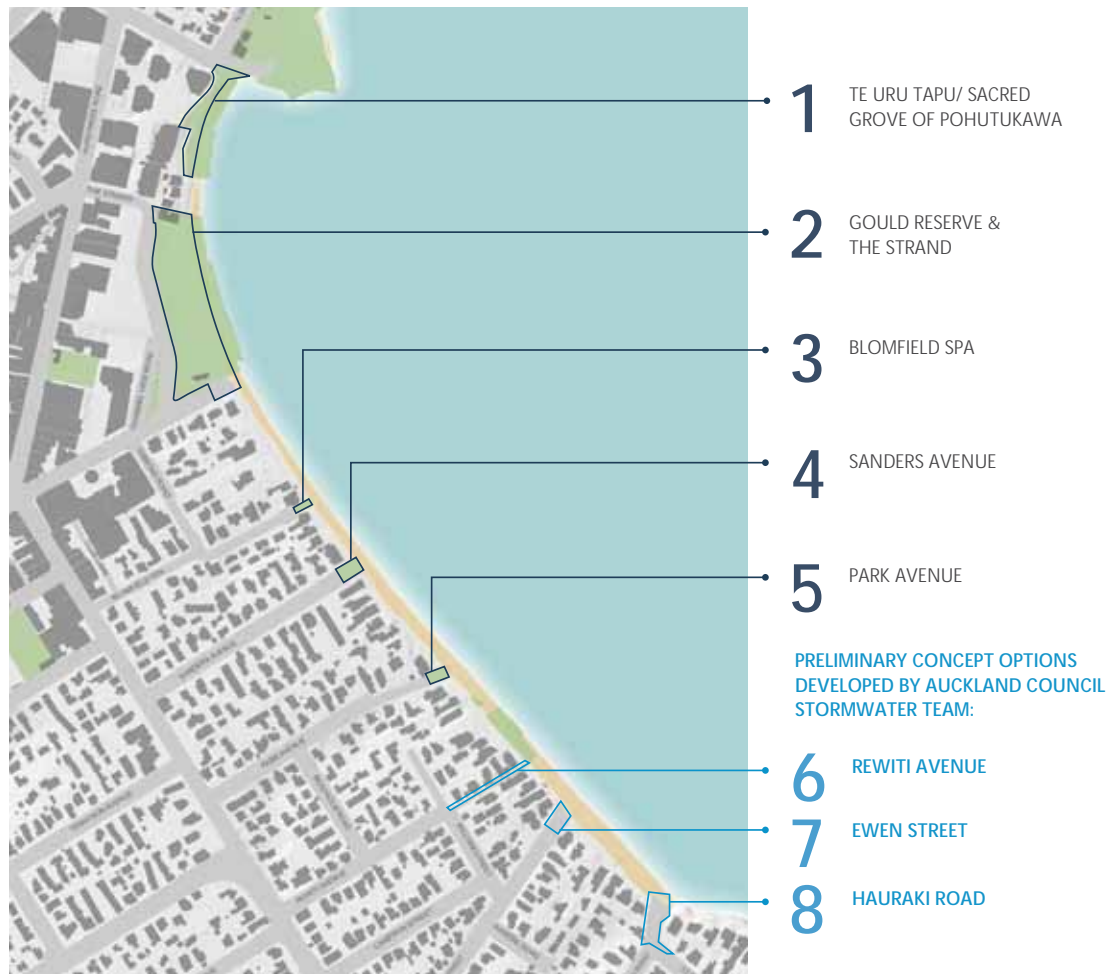 1
TE URU TAPU/ SACRED
GROVE OF POHUTUKAWA
2
GOULD RESERVE &
THE STRAND
3
BLOMFIELD SPA
4
SANDERS AVENUE
5
PARK AVENUE
PRELIMINARY CONCEPT OPTIONS
DEVELOPED BY AUCKLAND COUNCIL
STORMWATER TEAM:
6
REWITI AVENUE
7
EWEN STREET
8
HAURAKI ROAD